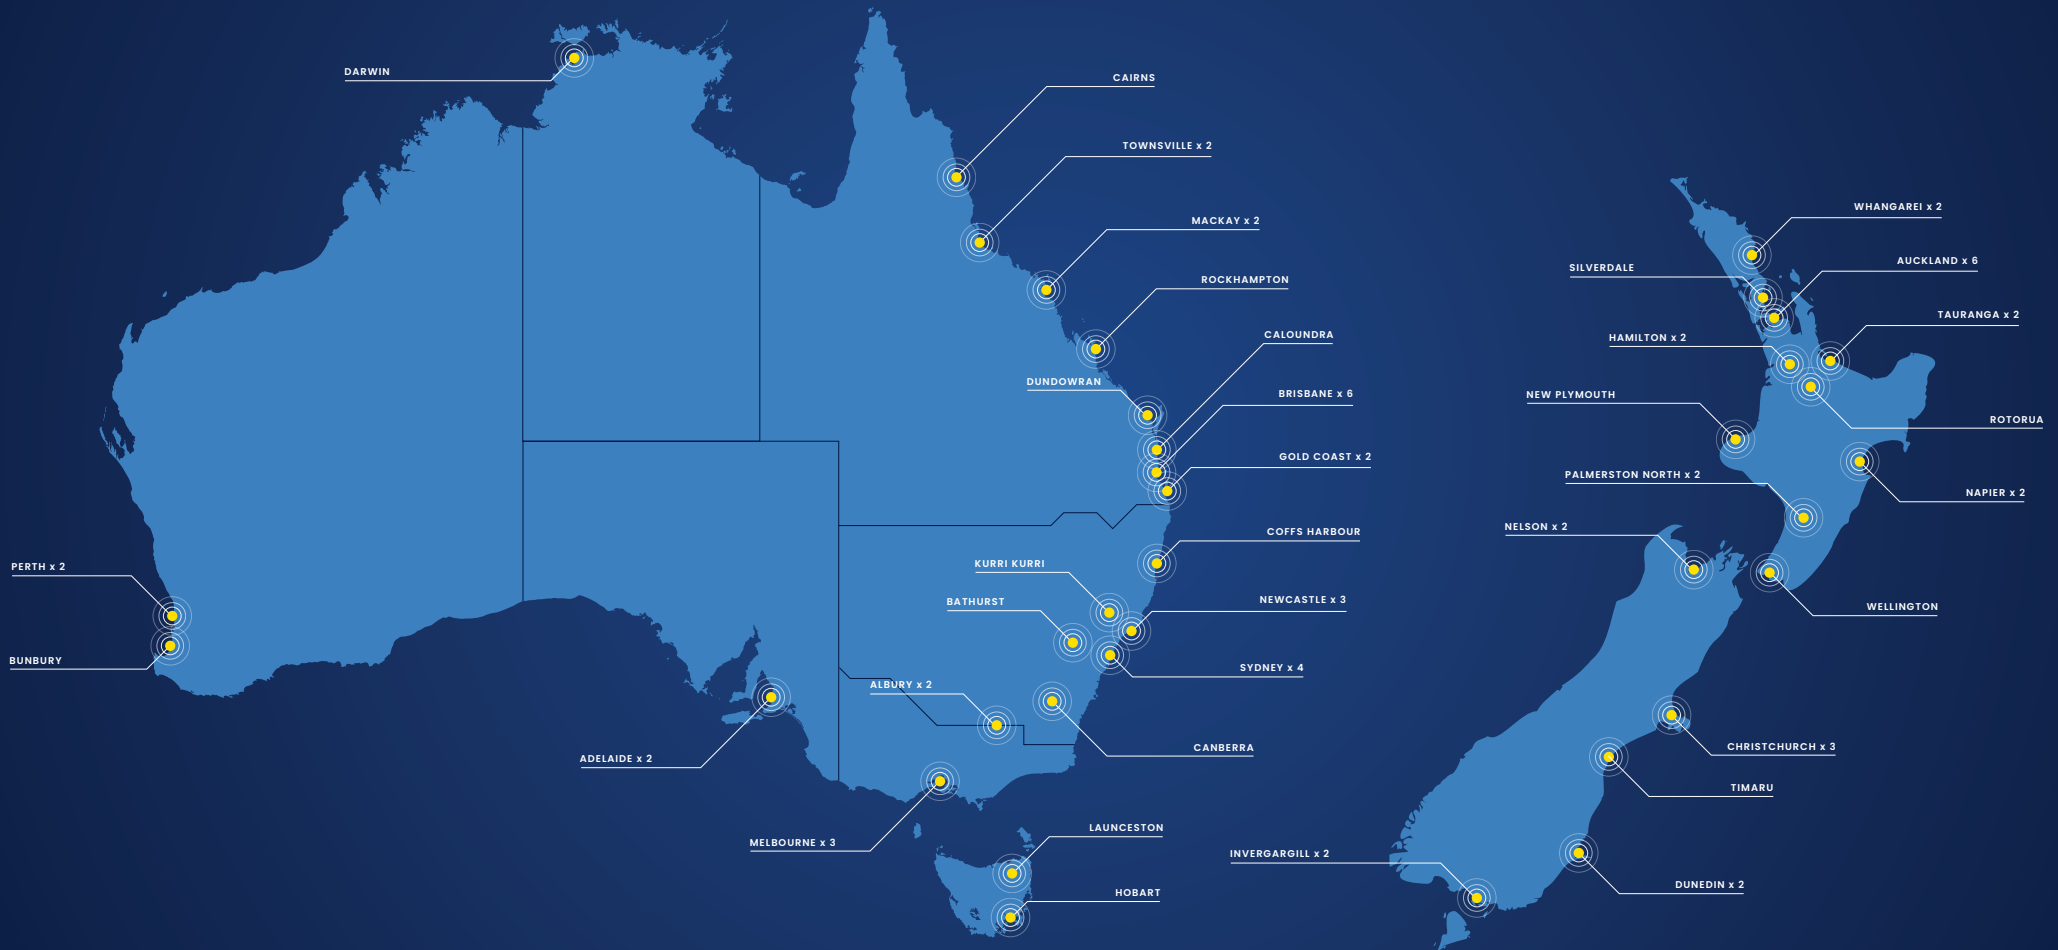 DARWIN
CAIRNS
TOWNSVILLE x 2
MACKAY x 2
ROCKHAMPTON
CALOUNDRA
DUNDOWRAN
BRISBANE x 6
GOLD COAST x 2
COFFS HARBOUR
KURRI KURRI
BATHURST
NEWCASTLE x 3
SYDNEY x 4
ALBURY x 2
CANBERRA
PERTH x 2
BUNBURY
ADELAIDE x 2
MELBOURNE x 3
LAUNCESTON
HOBART
WHANGAREI x 2
SILVERDALE
AUCKLAND x 6
TAURANGA x 2
HAMILTON x 2
NEW PLYMOUTH
ROTORUA
PALMERSTON NORTH x 2
NAPIER x 2
NELSON x 2
WELLINGTON
CHRISTCHURCH x 3
TIMARU
INVERGARGILL x 2
DUNEDIN x 2